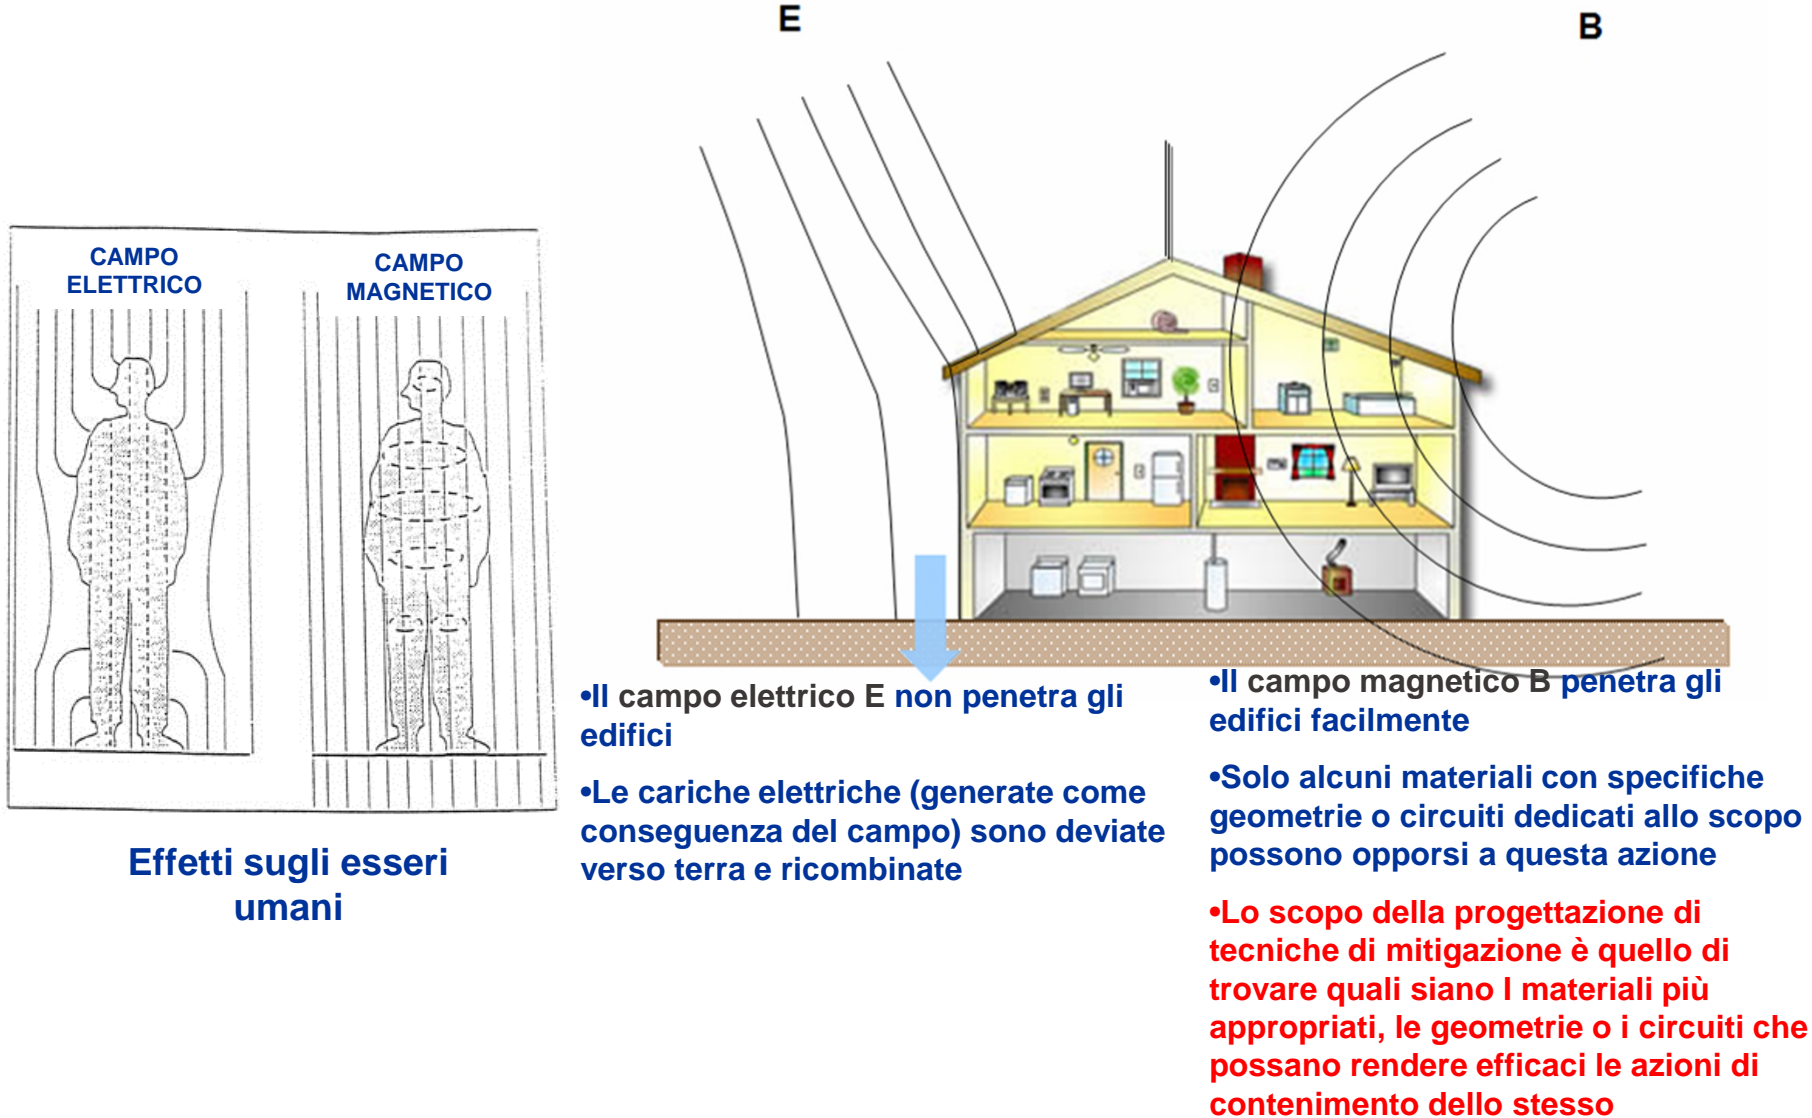 E
B
CAMPO
ELETTRICO
CAMPO
MAGNETICO
Effetti sugli esseri
umani
•Il campo elettrico E non penetra gli
edifici
•Le cariche elettriche (generate come
conseguenza del campo) sono deviate
verso terra e ricombinate
•Il campo magnetico B penetra gli
edifici facilmente
•Solo alcuni materiali con specifiche
geometrie o circuiti dedicati allo scopo
possono opporsi a questa azione
•Lo scopo della progettazione di
tecniche di mitigazione è quello di
trovare quali siano I materiali più
appropriati, le geometrie o i circuiti che
possano rendere efficaci le azioni di
contenimento dello stesso